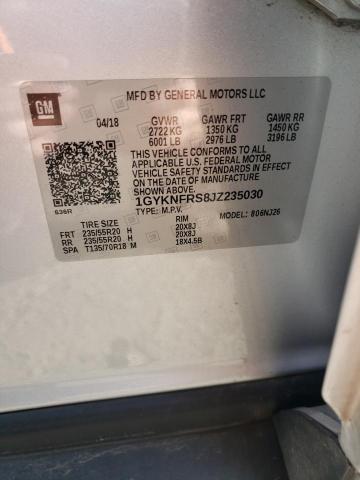 GM
MFD BY GENERAL MOTORS LLC
04/18 GVWR GAWR FRT GAWR RR
2722 KG 1350 KG 1450 KG
6001 LB 2976 LB 3196 LB
THIS VEHICLE CONFORMS TO ALL
APPLICABLE U.S. FEDERAL MOTOR
VEHICLE SAFETY STANDARDS IN EFFECT
ON THE DATE OF MANUFACTURE
SHOWN ABOVE.
1GYKNFRS8JZ235030
TYPE: M.P.V. MODEL: 806NJ26
636R
TIRE SIZE RIM
FRT 235/55R20 H 20X8J
RR 235/55R20 H 20X8J
SPA T135/70R18 M 18X4.5B